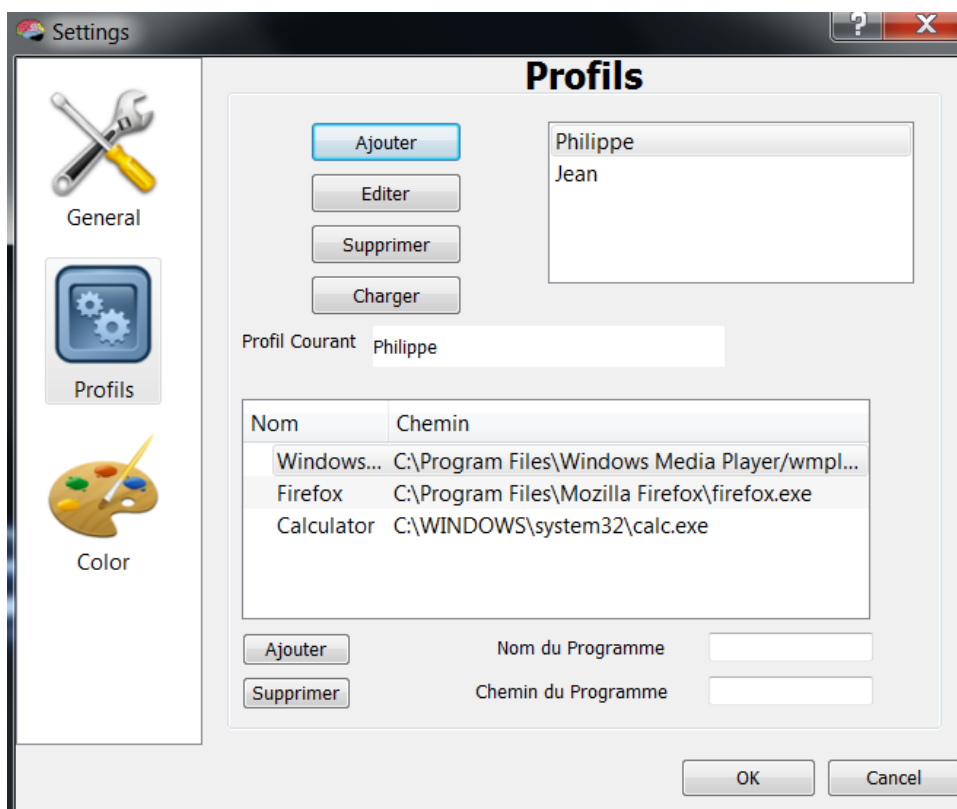 Settings
?
X
General
Profils
Color
Profils
Ajouter
Editer
Supprimer
Charger
Philippe
Jean
Profil Courant Philippe
Nom Chemin
Windows... C:\Program Files\Windows Media Player/wmpl...
Firefox C:\Program Files\Mozilla Firefox\firefox.exe
Calculator C:\WINDOWS\system32\calc.exe
Ajouter Nom du Programme
Supprimer Chemin du Programme
OK Cancel